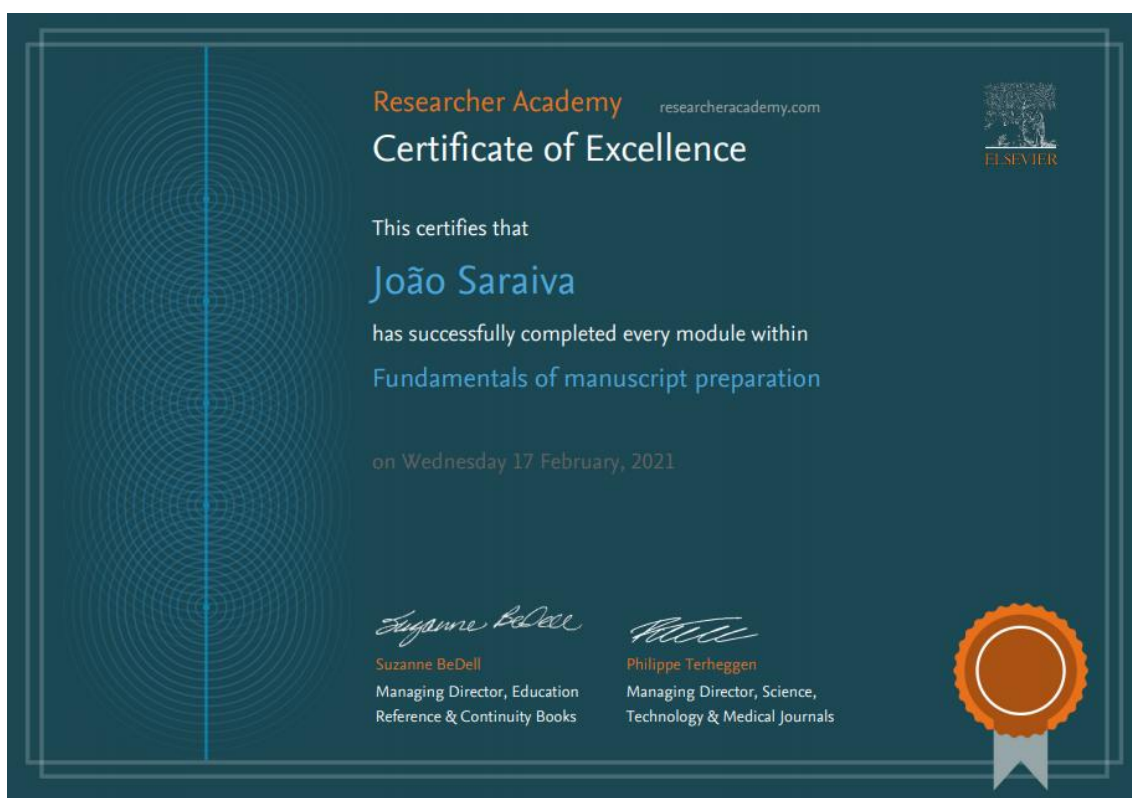 Researcher Academy researcheracademy.com
Certificate of Excellence
ELSEVIER
This certifies that
João Saraiva
has successfully completed every module within
Fundamentals of manuscript preparation
on Wednesday 17 February, 2021
Suzanne BeDell
Suzanne BeDell
Managing Director, Education
Reference & Continuity Books
Philippe Terheggen
Managing Director, Science,
Technology & Medical Journals